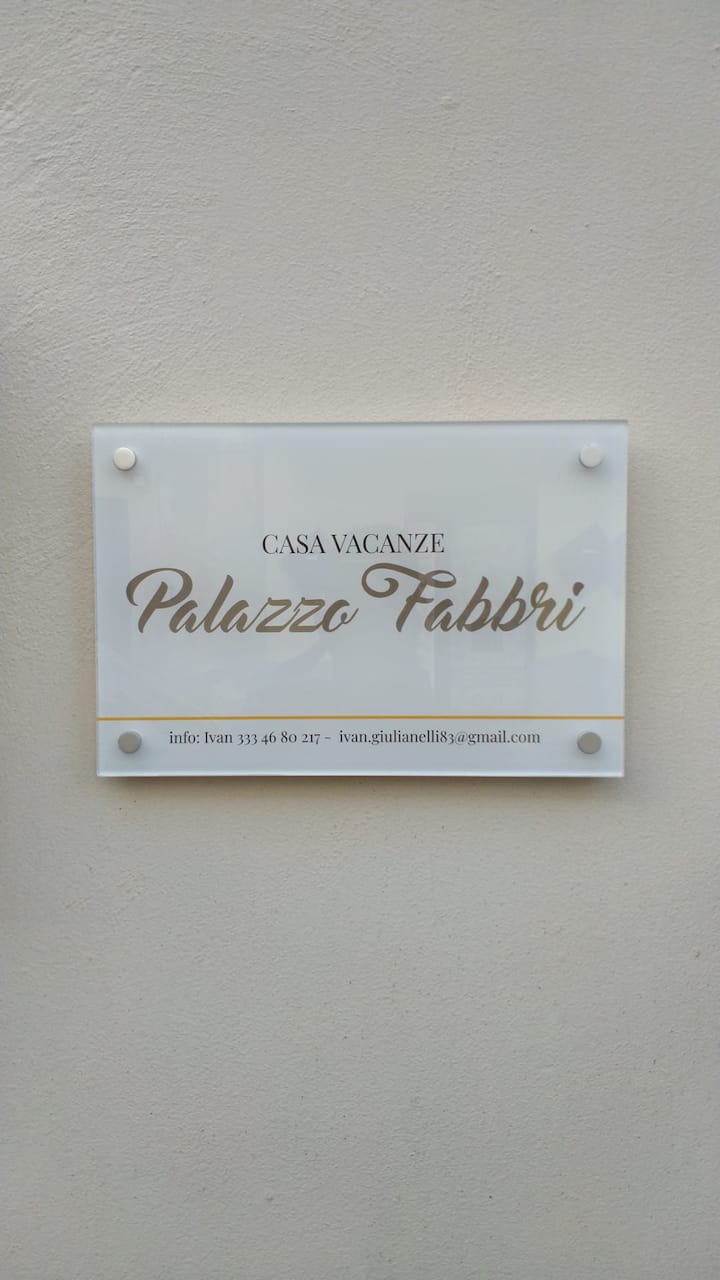 CASA VACANZE
Palazzo Fabbri
info: Ivan 333 46 80 217 - ivan.giulianelli83@gmail.com